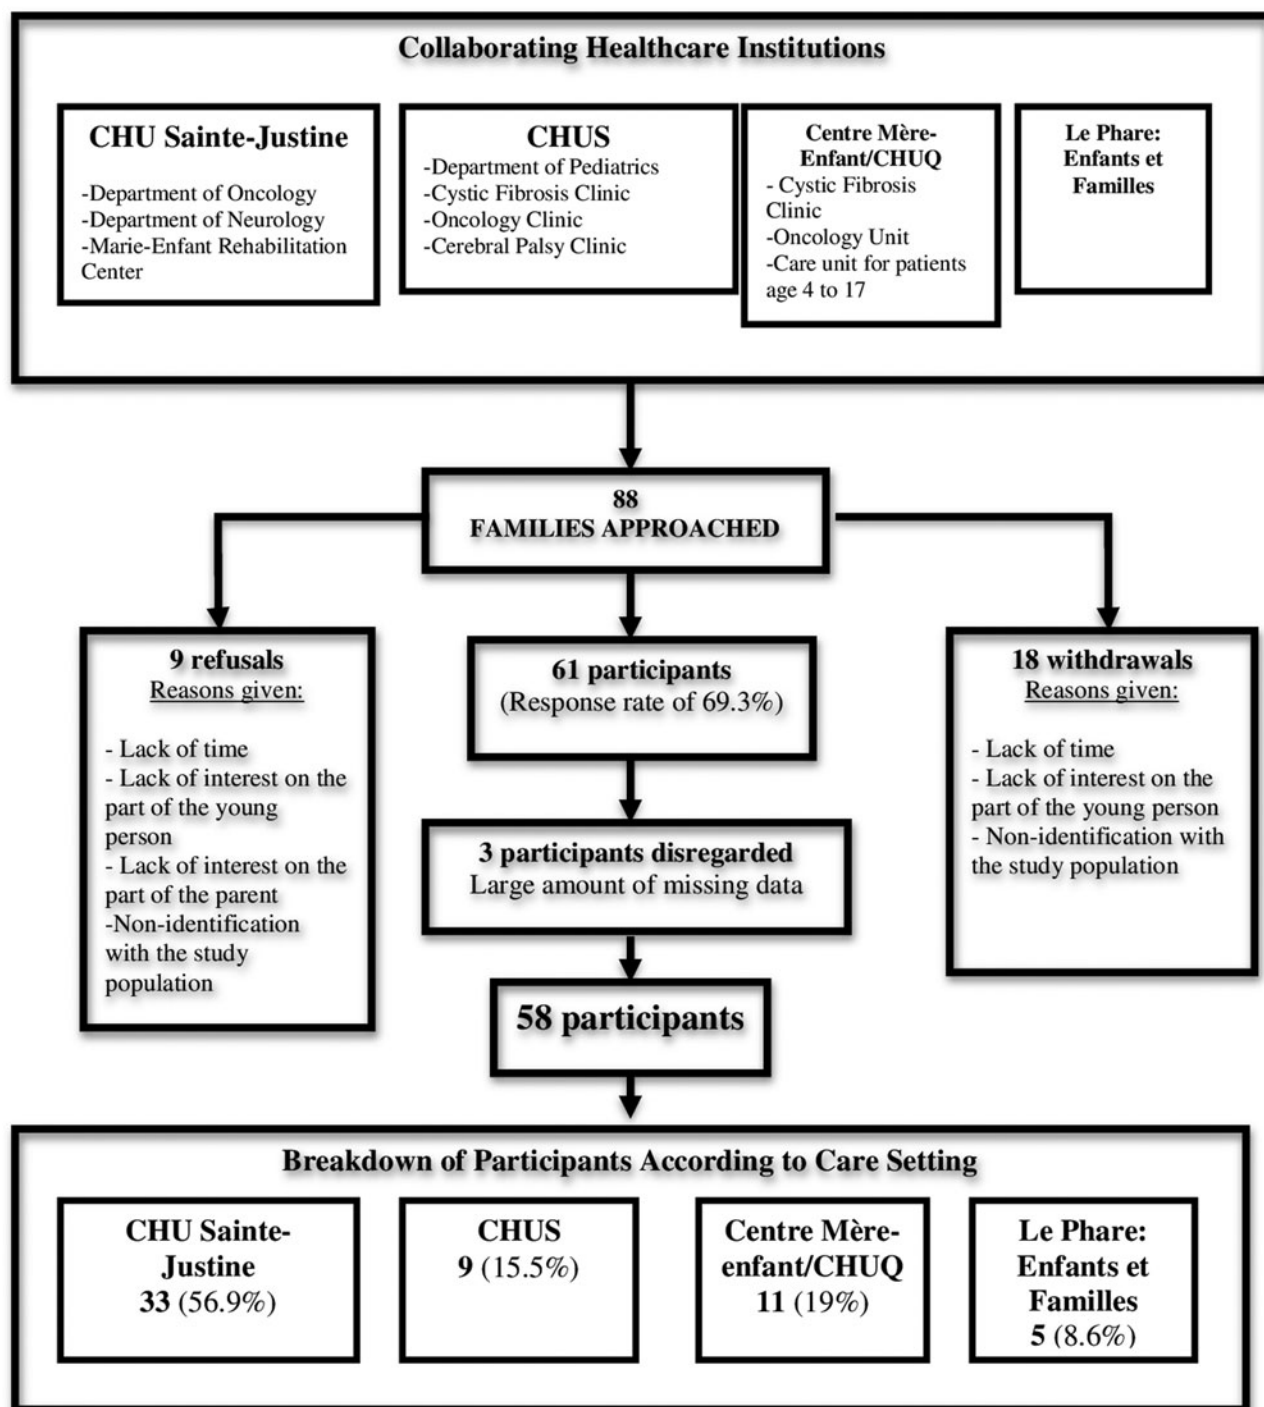 Collaborating Healthcare Institutions
CHU Sainte-Justine
-Department of Oncology
-Department of Neurology
-Marie-Enfant Rehabilitation
Center
CHUS
-Department of Pediatrics
-Cystic Fibrosis Clinic
-Oncology Clinic
-Cerebral Palsy Clinic
Centre Mère-
Enfant/CHUQ
- Cystic Fibrosis
Clinic
-Oncology Unit
-Care unit for patients
age 4 to 17
Le Phare:
Enfants et
Familles
88
FAMILIES APPROACHED
9 refusals
Reasons given:
- Lack of time
- Lack of interest on the
part of the young
person
- Lack of interest on the
part of the parent
-Non-identification
with the study
population
61 participants
(Response rate of 69.3%)
18 withdrawals
Reasons given:
- Lack of time
- Lack of interest on the
part of the young person
- Non-identification with
the study population
3 participants disregarded
Large amount of missing data
58 participants
Breakdown of Participants According to Care Setting
CHU Sainte-
Justine
33 (56.9%)
CHUS
9 (15.5%)
Centre Mère-
enfant/CHUQ
11 (19%)
Le Phare:
Enfants et
Familles
5 (8.6%)